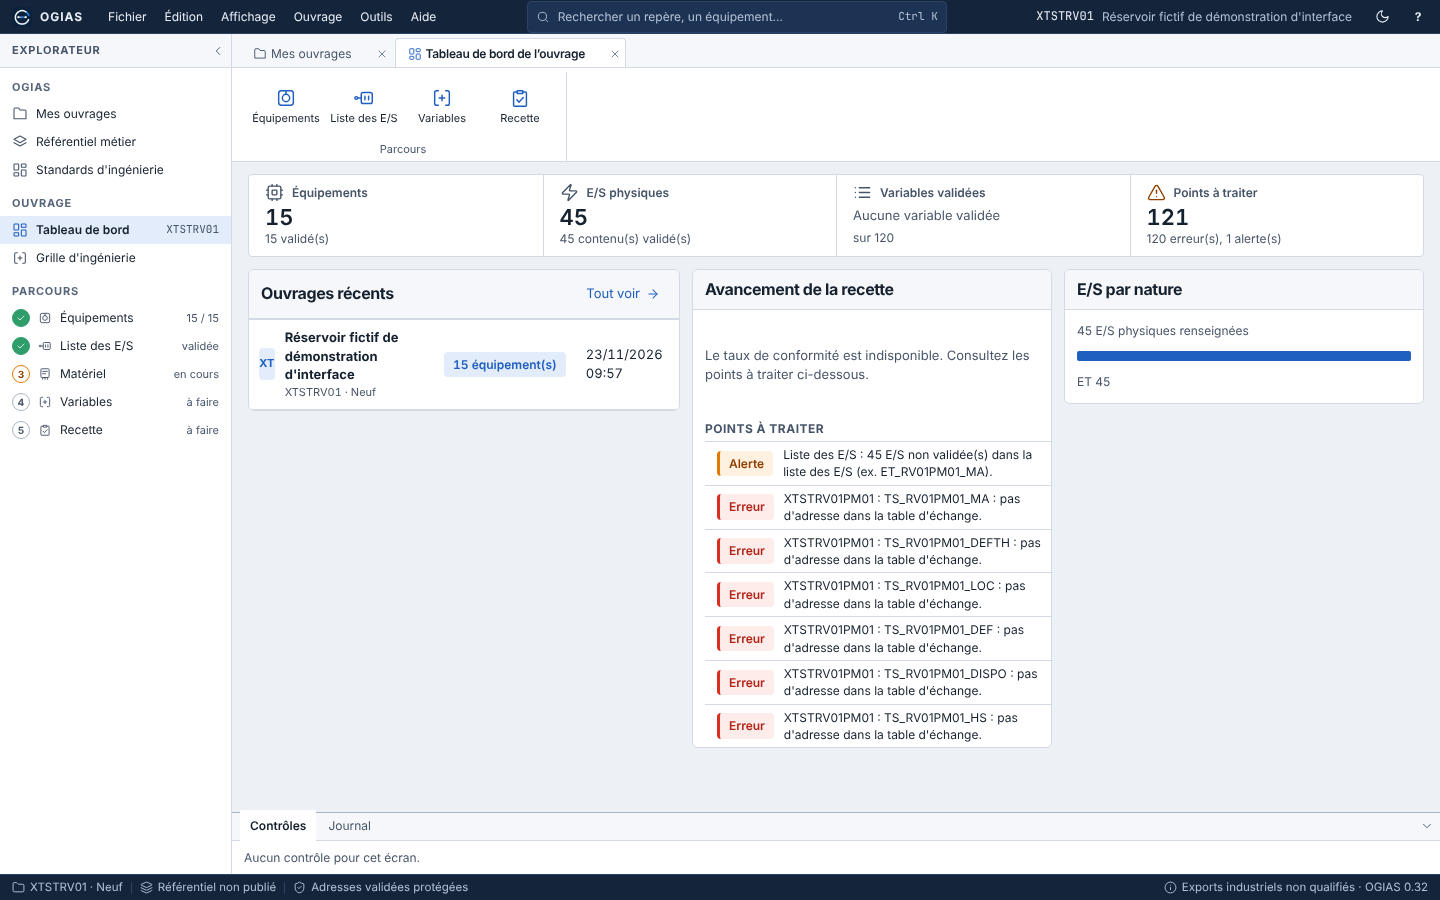 OGIAS
Fichier Édition Affichage Ouvrage Outils Aide
Rechercher un repère, un équipement... Ctrl K
XTSTRV01 Réservoir fictif de démonstration d'interface
?
EXPLORATEUR
OGIAS
Mes ouvrages
Référentiel métier
Standards d'ingénierie
OUVRAGE
Tableau de bord XTSTRV01
Grille d'ingénierie
PARCOURS
Équipements 15 / 15
Liste des E/S validée
3 Matériel en cours
4 Variables à faire
5 Recette à faire
Mes ouvrages
Tableau de bord de l’ouvrage
Équipements
Liste des E/S
Variables
Recette
Parcours
Équipements
15
15 validé(s)
E/S physiques
45
45 contenu(s) validé(s)
Variables validées
Aucune variable validée
sur 120
Points à traiter
121
120 erreur(s), 1 alerte(s)
Ouvrages récents
Tout voir
XT
Réservoir fictif de
démonstration
d'interface
XTSTRV01 · Neuf
15 équipement(s)
23/11/2026
09:57
Avancement de la recette
Le taux de conformité est indisponible. Consultez les
points à traiter ci-dessous.
POINTS À TRAITER
Alerte
Liste des E/S : 45 E/S non validée(s) dans la
liste des E/S (ex. ET_RV01PM01_MA).
Erreur
XTSTRV01PM01 : TS_RV01PM01_MA : pas
d'adresse dans la table d'échange.
Erreur
XTSTRV01PM01 : TS_RV01PM01_DEFTH : pas
d'adresse dans la table d'échange.
Erreur
XTSTRV01PM01 : TS_RV01PM01_LOC : pas
d'adresse dans la table d'échange.
Erreur
XTSTRV01PM01 : TS_RV01PM01_DEF : pas
d'adresse dans la table d'échange.
Erreur
XTSTRV01PM01 : TS_RV01PM01_DISPO : pas
d'adresse dans la table d'échange.
Erreur
XTSTRV01PM01 : TS_RV01PM01_HS : pas
d'adresse dans la table d'échange.
E/S par nature
45 E/S physiques renseignées
ET 45
Contrôles
Journal
Aucun contrôle pour cet écran.
XTSTRV01 · Neuf
Référentiel non publié
Adresses validées protégées
Exports industriels non qualifiés · OGIAS 0.32